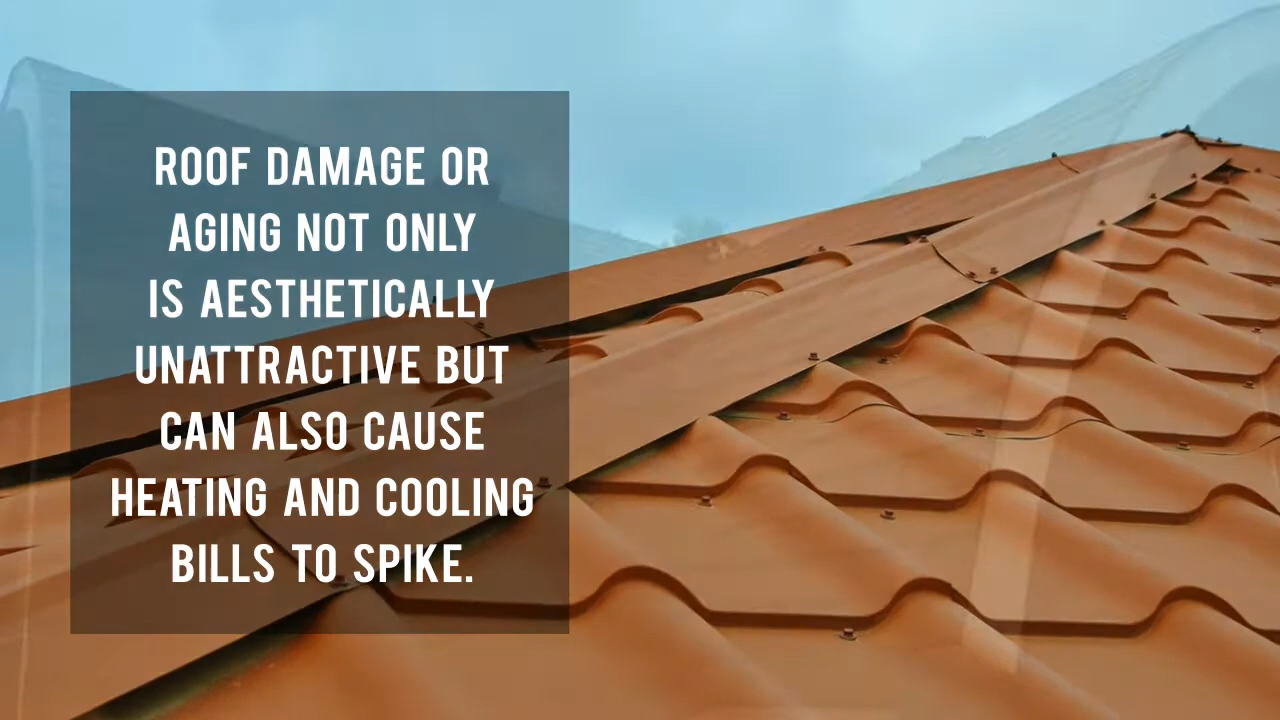 ROOF DAMAGE OR
AGING NOT ONLY
IS AESTHETICALLY
UNATTRACTIVE BUT
CAN ALSO CAUSE
HEATING AND COOLING
BILLS TO SPIKE.